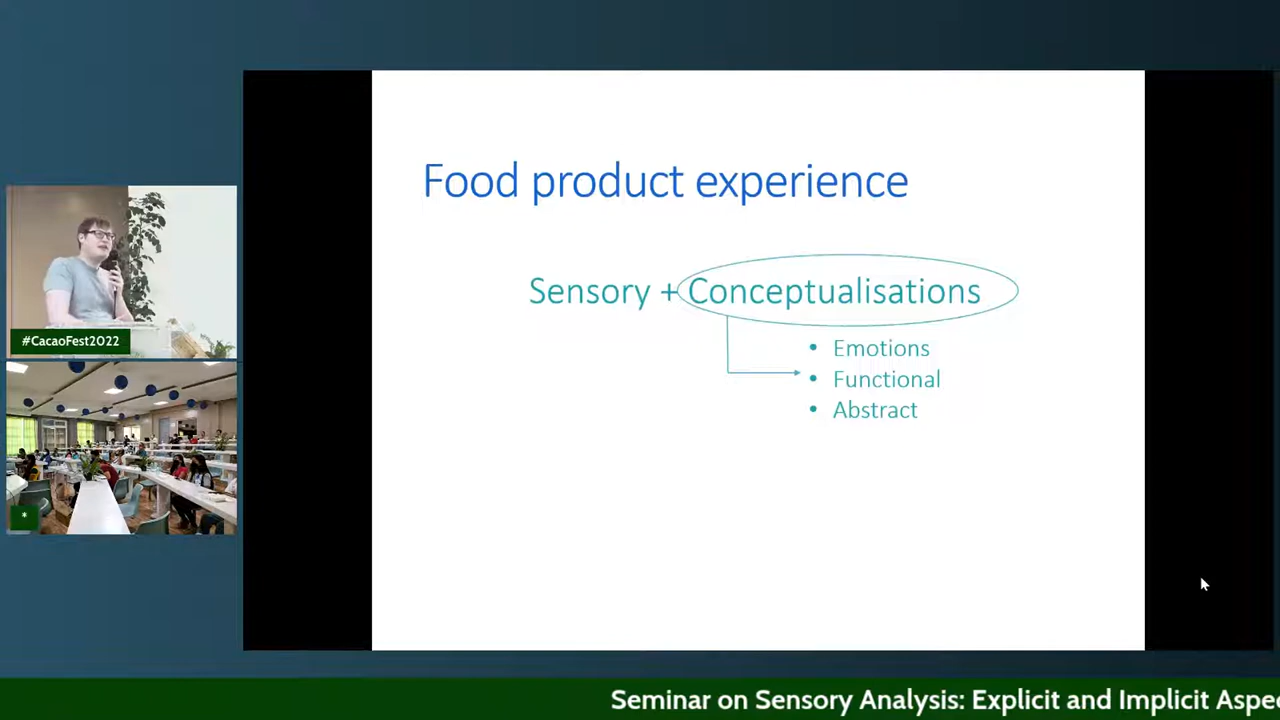 Food product experience
Sensory + Conceptualisations
• Emotions
• Functional
• Abstract
#CacaoFest2022
*
Seminar on Sensory Analysis: Explicit and Implicit Aspe